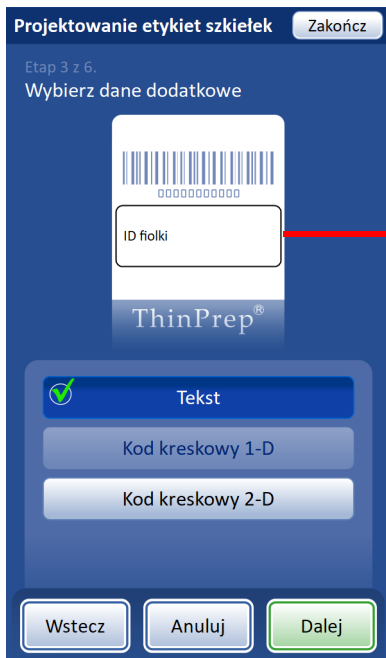 Projektowanie etykiet szkiełek Zakończ
Etap 3 z 6.
Wybierz dane dodatkowe
00000000000
ID fiolki
ThinPrep®
Tekst
Kod kreskowy 1-D
Kod kreskowy 2-D
Wstecz Anuluj Dalej